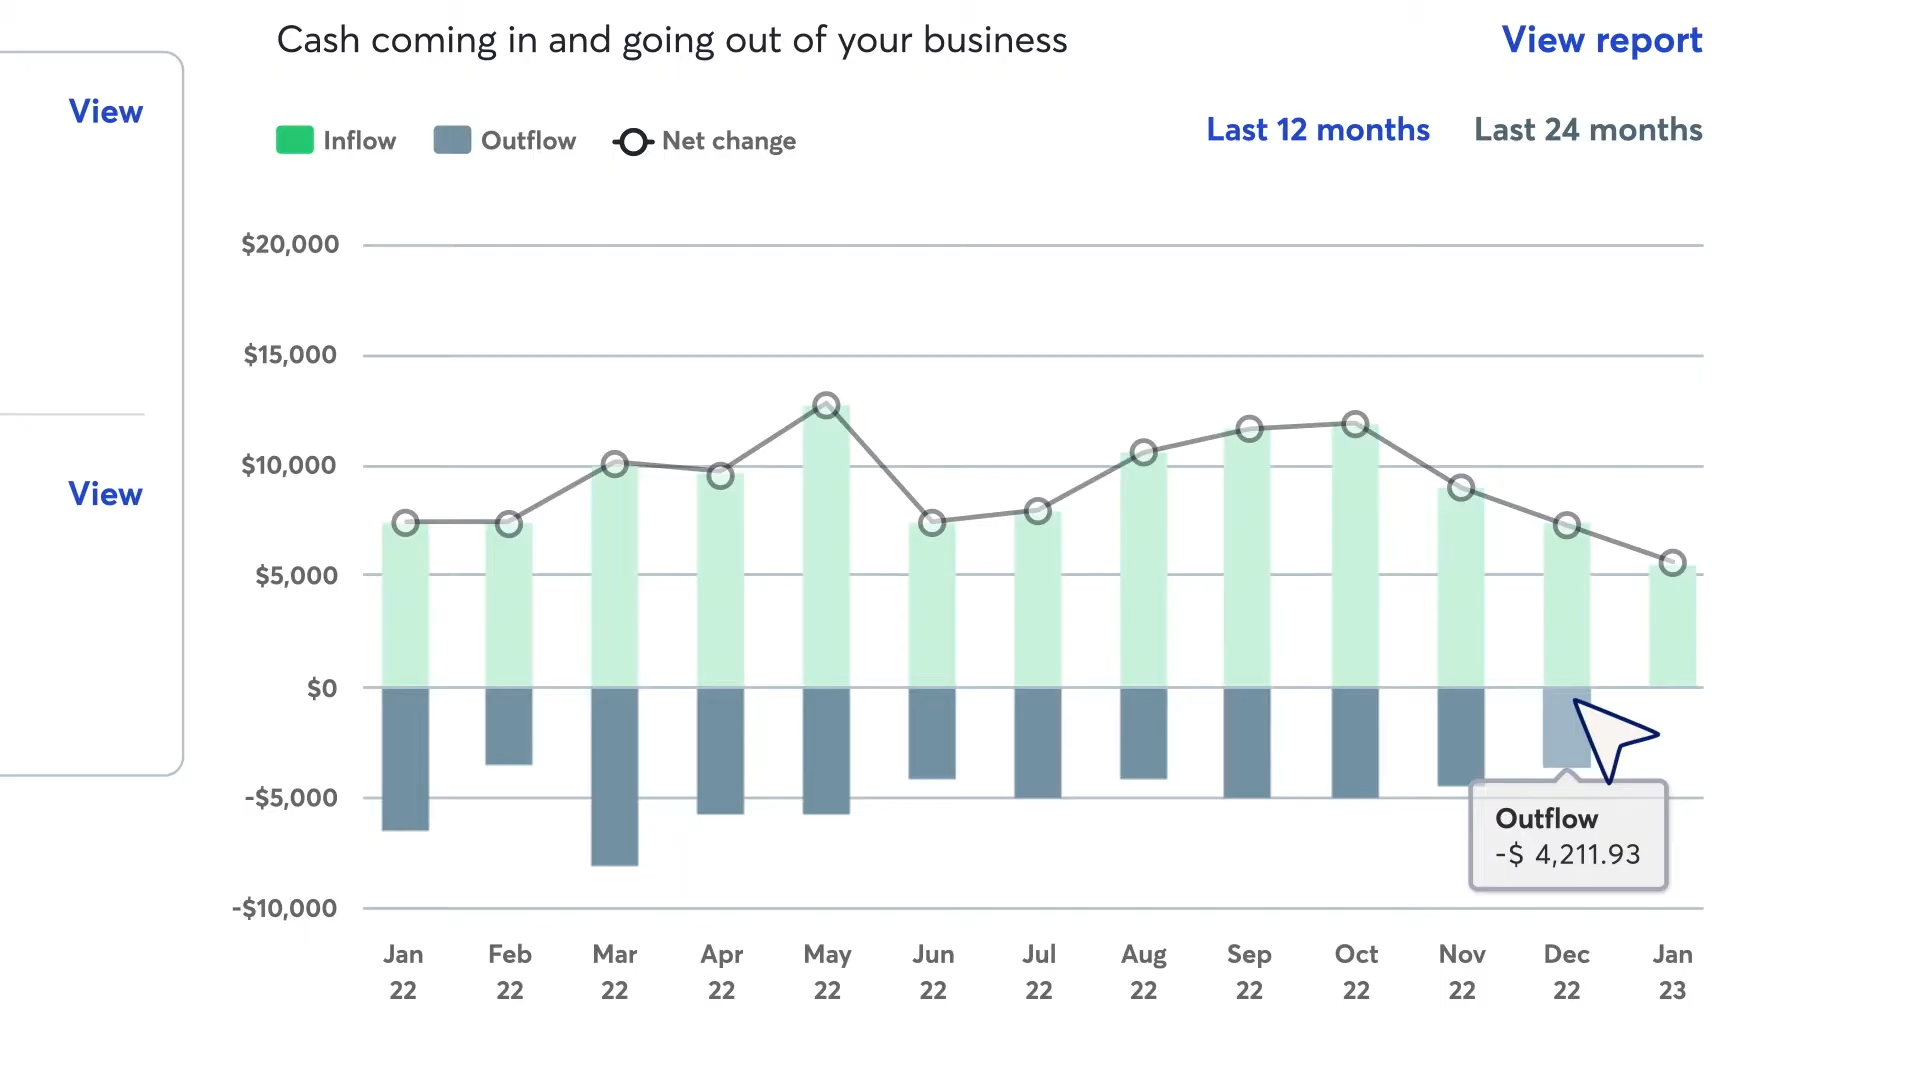 Cash coming in and going out of your business
View report
View
Inflow
Outflow
Net change
Last 12 months
Last 24 months
$20,000
$15,000
$10,000
View
$5,000
$0
-$5,000
Outflow
-$ 4,211.93
-$10,000
Jan 22
Feb 22
Mar 22
Apr 22
May 22
Jun 22
Jul 22
Aug 22
Sep 22
Oct 22
Nov 22
Dec 22
Jan 23